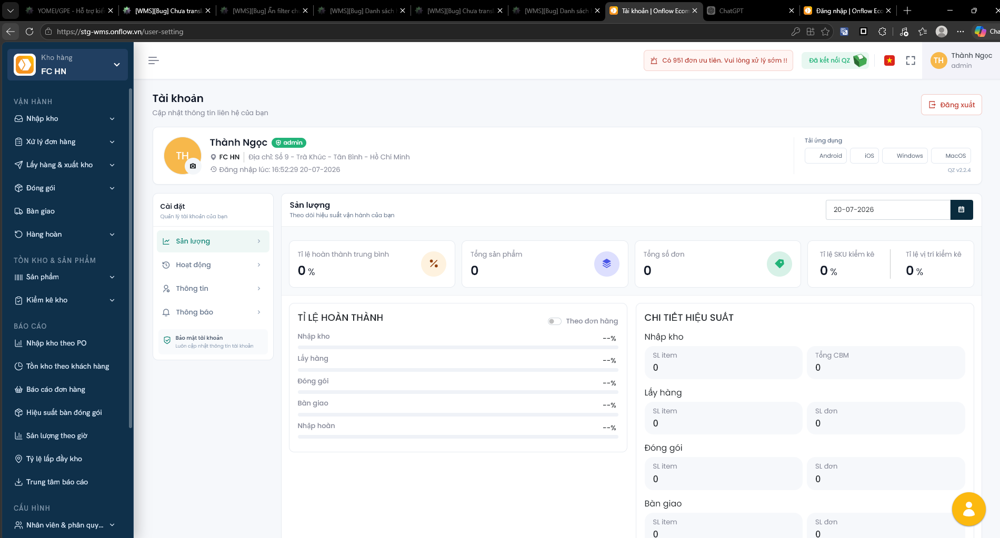 YOMEI/GPE - Hỗ trợ kiể
[WMS][Bug] Chưa transl
[WMS][Bug] Ẩn filter ch
[WMS][Bug] Danh sách
[WMS][Bug] Chưa transl
[WMS][Bug] Danh sách
Tài khoản | Onflow Ecom
ChatGPT
Đăng nhập | Onflow Eco
https://stg-wms.onflow.vn/user-setting
Cha
Kho hàng
FC HN
VẬN HÀNH
Nhập kho
Xử lý đơn hàng
Lấy hàng & xuất kho
Đóng gói
Bàn giao
Hàng hoàn
TỒN KHO & SẢN PHẨM
Sản phẩm
Kiểm kê kho
BÁO CÁO
Nhập kho theo PO
Tồn kho theo khách hàng
Báo cáo đơn hàng
Hiệu suất bàn đóng gói
Sản lượng theo giờ
Tỷ lệ lấp đầy kho
Trung tâm báo cáo
CẤU HÌNH
Nhân viên & phân quy...
Có 951 đơn ưu tiên. Vui lòng xử lý sớm !!
Đã kết nối QZ
TH
Thành Ngọc
admin
Tài khoản
Cập nhật thông tin liên hệ của bạn
Đăng xuất
TH
Thành Ngọc
admin
FC HN
Địa chỉ: Số 9 - Trà Khúc - Tân Bình - Hồ Chí Minh
Đăng nhập lúc: 16:52:29 20-07-2026
Tải ứng dụng
Android
iOS
Windows
MacOS
QZ v2.2.4
Cài đặt
Quản lý tài khoản của bạn
Sản lượng
Hoạt động
Thông tin
Thông báo
Bảo mật tài khoản
Luôn cập nhật thông tin tài khoản
Sản lượng
Theo dõi hiệu suất vận hành của bạn
20-07-2026
Tỉ lệ hoàn thành trung bình
0 %
Tổng sản phẩm
0
Tổng số đơn
0
Tỉ lệ SKU kiểm kê
0 %
Tỉ lệ vị trí kiểm kê
0 %
TỈ LỆ HOÀN THÀNH
Theo đơn hàng
Nhập kho
--%
Lấy hàng
--%
Đóng gói
--%
Bàn giao
--%
Nhập hoàn
--%
CHI TIẾT HIỆU SUẤT
Nhập kho
SL item
0
Tổng CBM
0
Lấy hàng
SL item
0
SL đơn
0
Đóng gói
SL item
0
SL đơn
0
Bàn giao
SL item
0
SL đơn
0